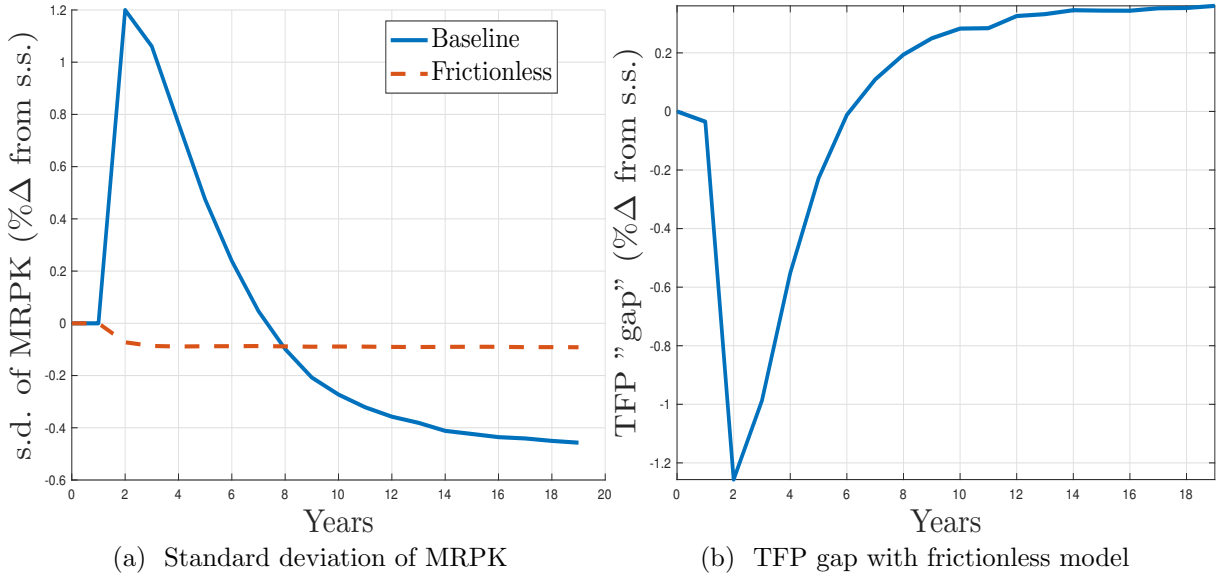 s.d. of MRPK (%Δ from s.s.)
1.2
1
0.8
0.6
0.4
0.2
0
-0.2
-0.4
-0.6
Baseline
Frictionless
0 2 4 6 8 10 12 14 16 18 20
Years
(a) Standard deviation of MRPK
TFP "gap" (%Δ from s.s.)
0.2
0
-0.2
-0.4
-0.6
-0.8
-1
-1.2
0 2 4 6 8 10 12 14 16 18
Years
(b) TFP gap with frictionless model